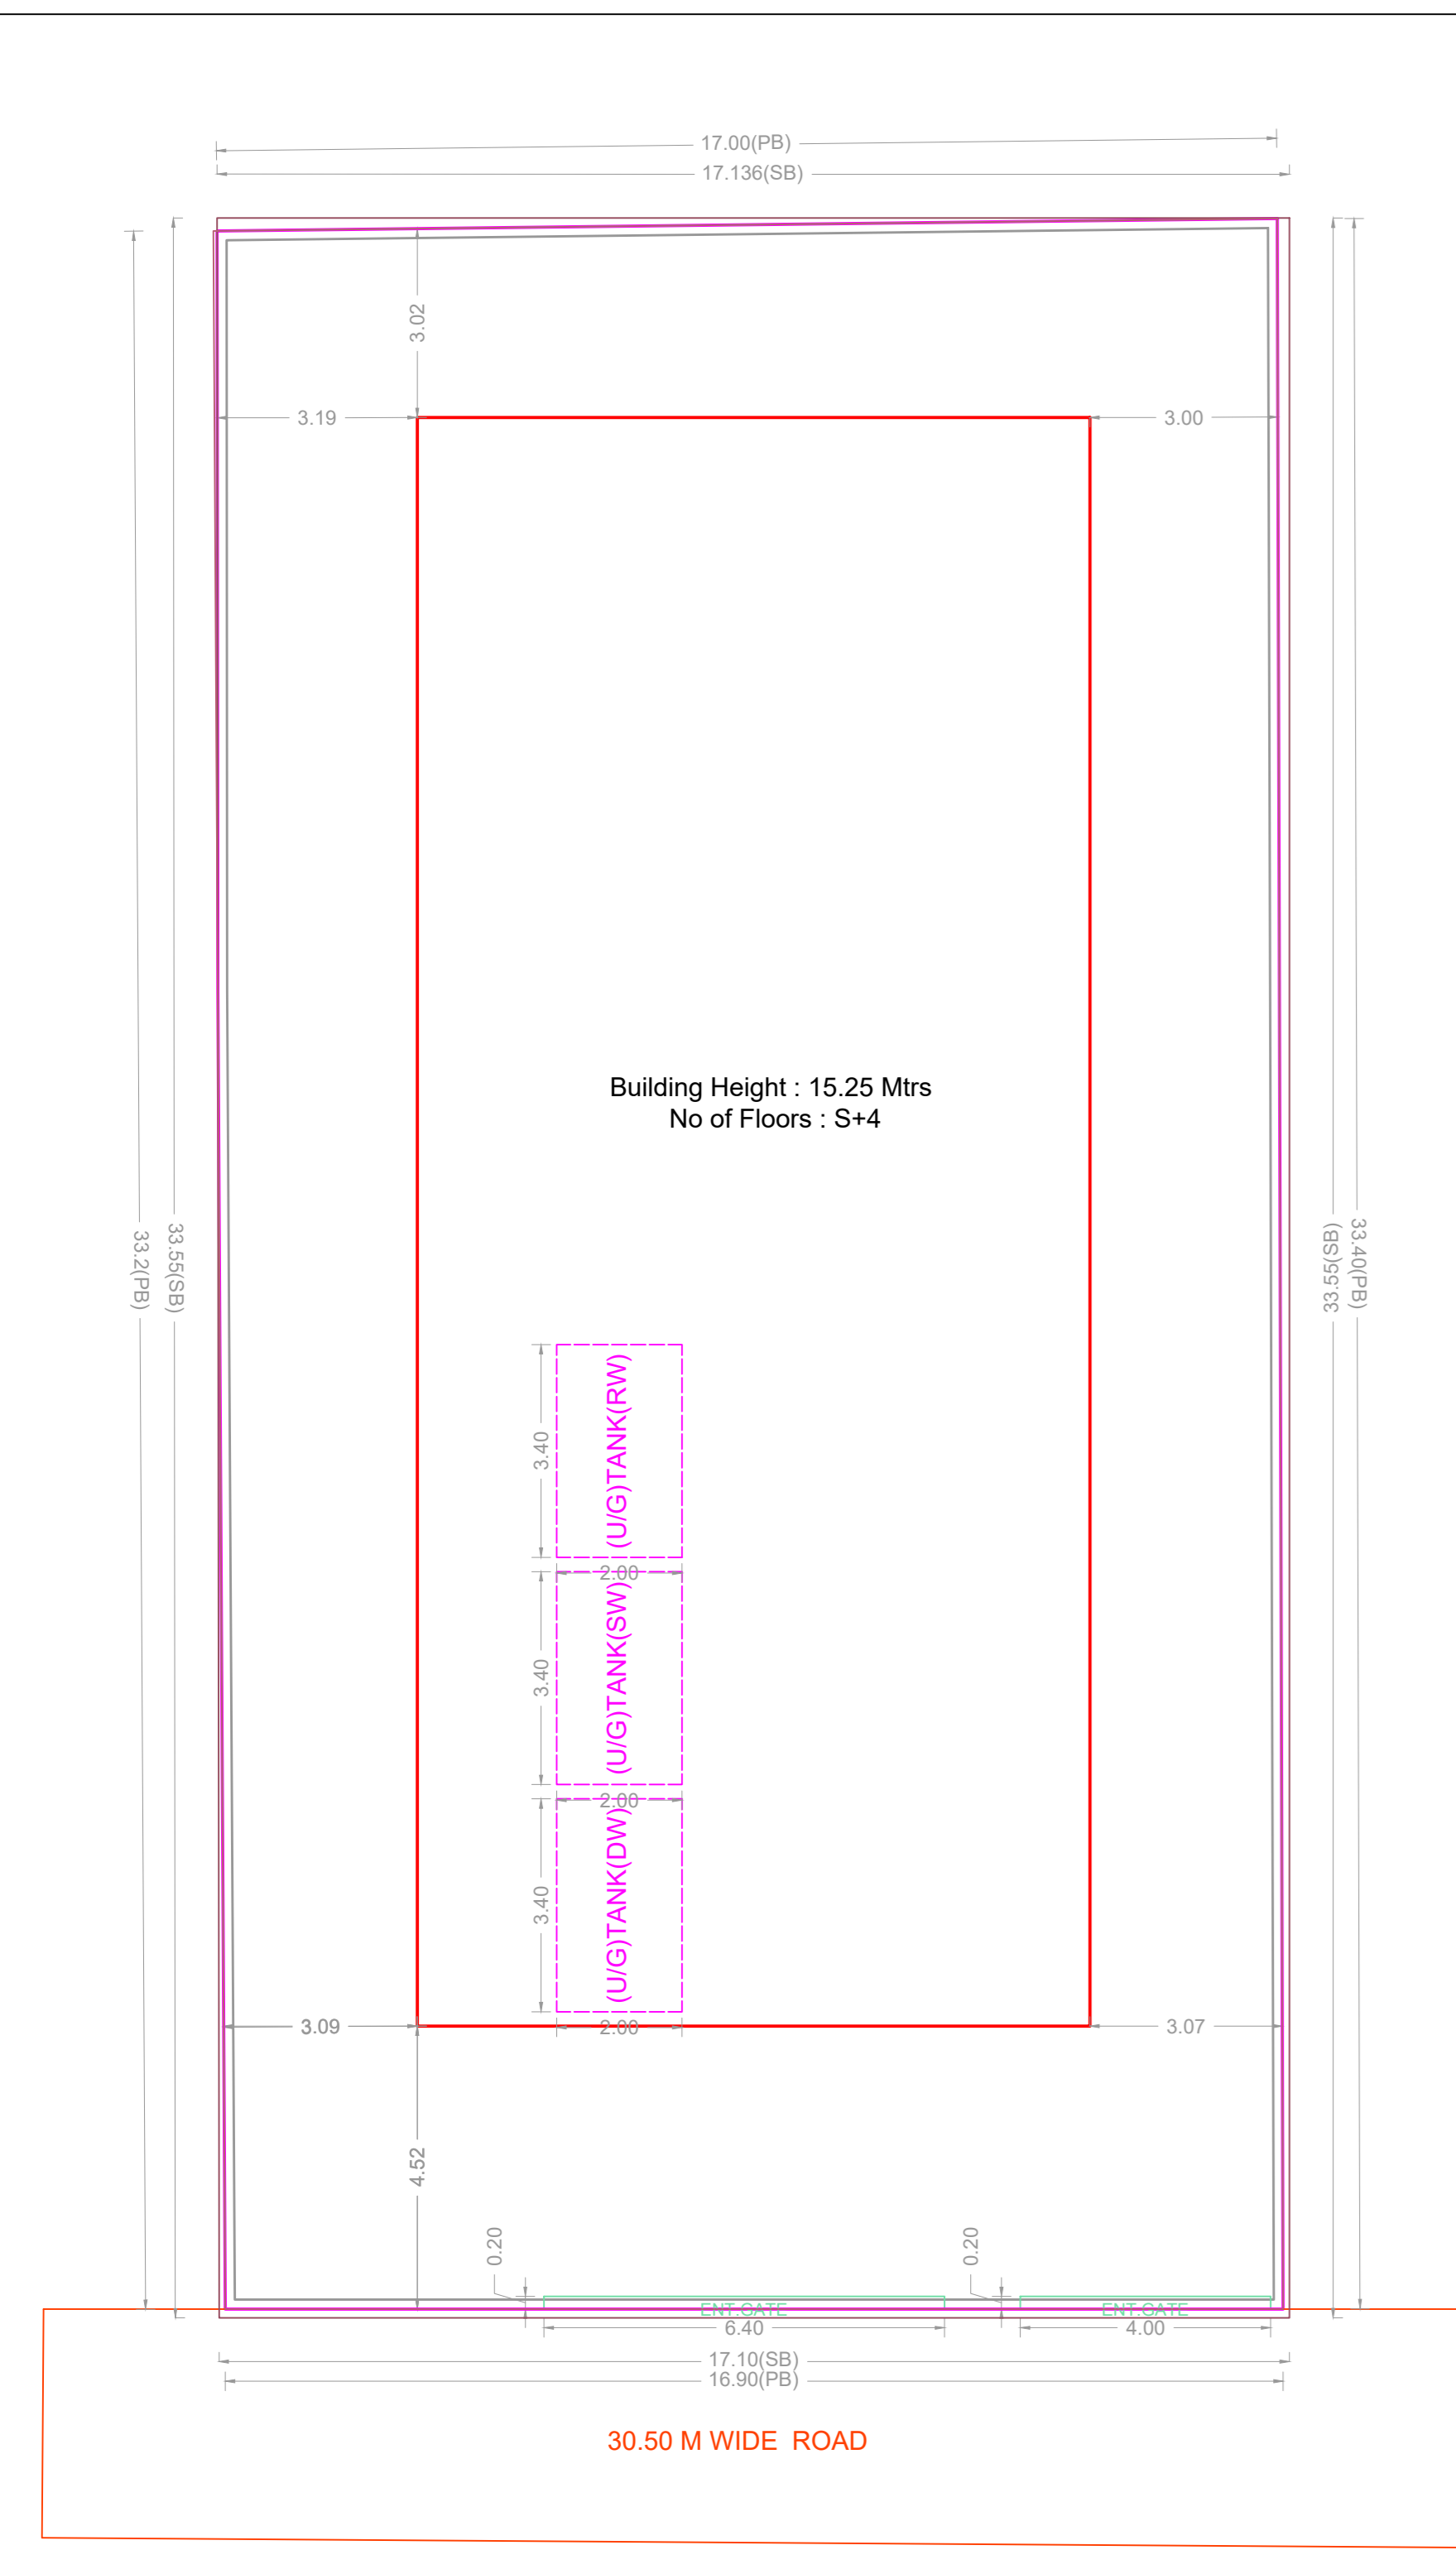 17.00(PB)
17.136(SB)
3.02
3.19
3.00
Building Height : 15.25 Mtrs
No of Floors : S+4
33.2(PB)
33.55(SB)
33.55(SB)
33.40(PB)
3.40
(U/G)TANK(RW)
2.00
3.40
(U/G)TANK(SW)
2.00
3.40
(U/G)TANK(DW)
2.00
3.09
3.07
4.52
0.20
0.20
ENT.GATE
ENT.GATE
6.40
4.00
17.10(SB)
16.90(PB)
30.50 M WIDE ROAD